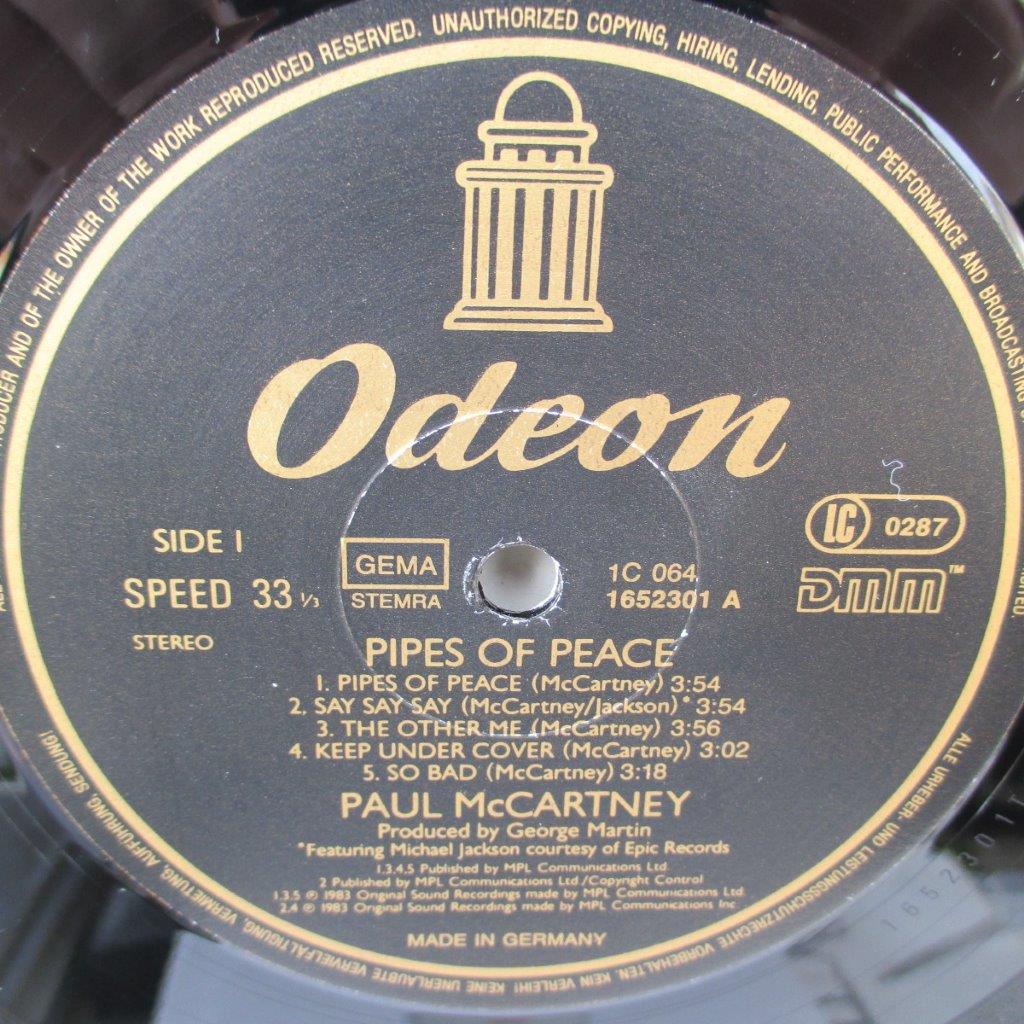 PRODUCER AND OF THE OWNER OF THE WORK REPRODUCED RESERVED. UNAUTHORIZED COPYING, HIRING, LENDING, PUBLIC PERFORMANCE AND BROADCASTING
Odeon
LC 0287
SIDE 1
GEMA
1C 064
SPEED 33 1/3
STEMRA
1652301 A
DMM™
STEREO
PIPES OF PEACE
1. PIPES OF PEACE (McCartney) 3:54
2. SAY SAY SAY (McCartney/Jackson)* 3:54
3. THE OTHER ME (McCartney) 3:56
4. KEEP UNDER COVER (McCartney) 3:02
5. SO BAD (McCartney) 3:18
PAUL McCARTNEY
Produced by George Martin
*Featuring Michael Jackson courtesy of Epic Records
1.3.4.5 Published by MPL Communications Ltd.
2 Published by MPL Communications Ltd./Copyright Control
1.3.5 ℗ 1983 Original Sound Recordings made by MPL Communications Ltd.
2.4 ℗ 1983 Original Sound Recordings made by MPL Communications Inc.
MADE IN GERMANY
ALLE URHEBER- UND LEISTUNGSSCHUTZRECHTE VORBEHALTEN. KEIN VERLEIH! KEINE UNERLAUBTE VERVIELFÄLTIGUNG, VERMIETUNG, AUFFÜHRUNG, SENDUNG!
1652301